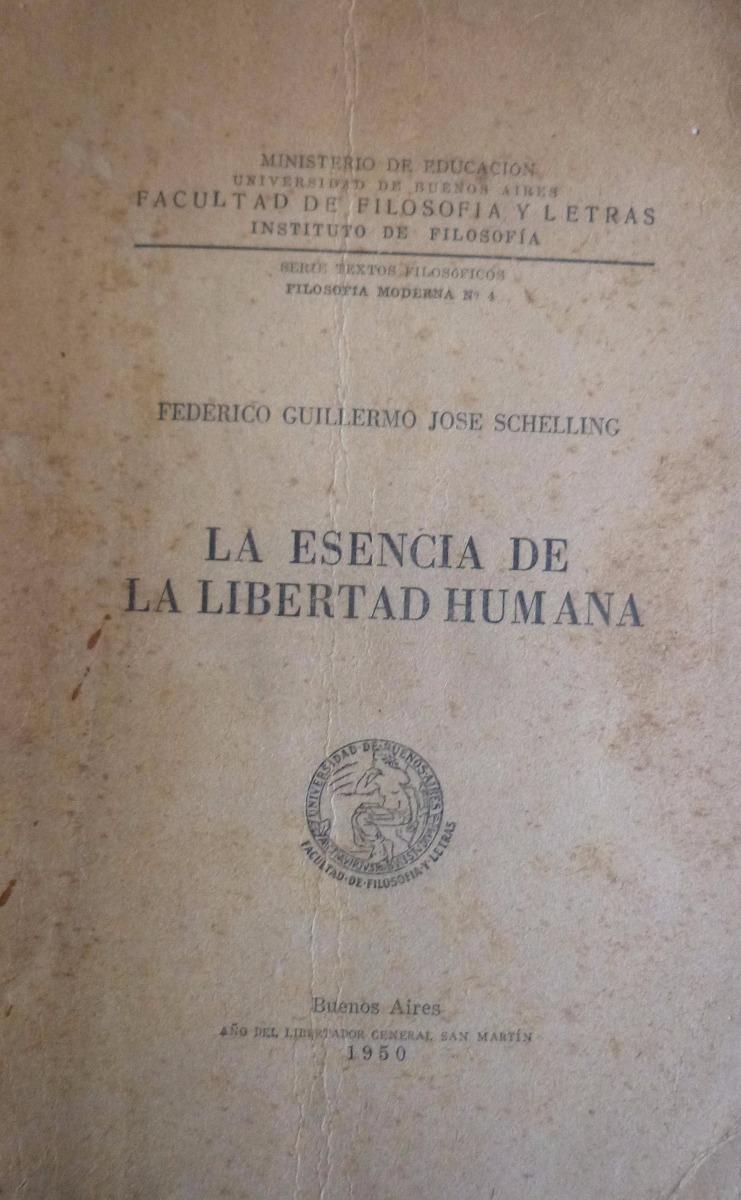 MINISTERIO DE EDUCACIÓN
UNIVERSIDAD DE BUENOS AIRES
FACULTAD DE FILOSOFIA Y LETRAS
INSTITUTO DE FILOSOFÍA
SERIE TEXTOS FILOSÓFICOS
FILOSOFIA MODERNA Nº 4
FEDERICO GUILLERMO JOSE SCHELLING
LA ESENCIA DE
LA LIBERTAD HUMANA
UNIVERSIDAD·DE·BUENOS·AIRES
FACULTAD·DE·FILOSOFIA·Y·LETRAS
Buenos Aires
AÑO DEL LIBERTADOR GENERAL SAN MARTÍN
1950